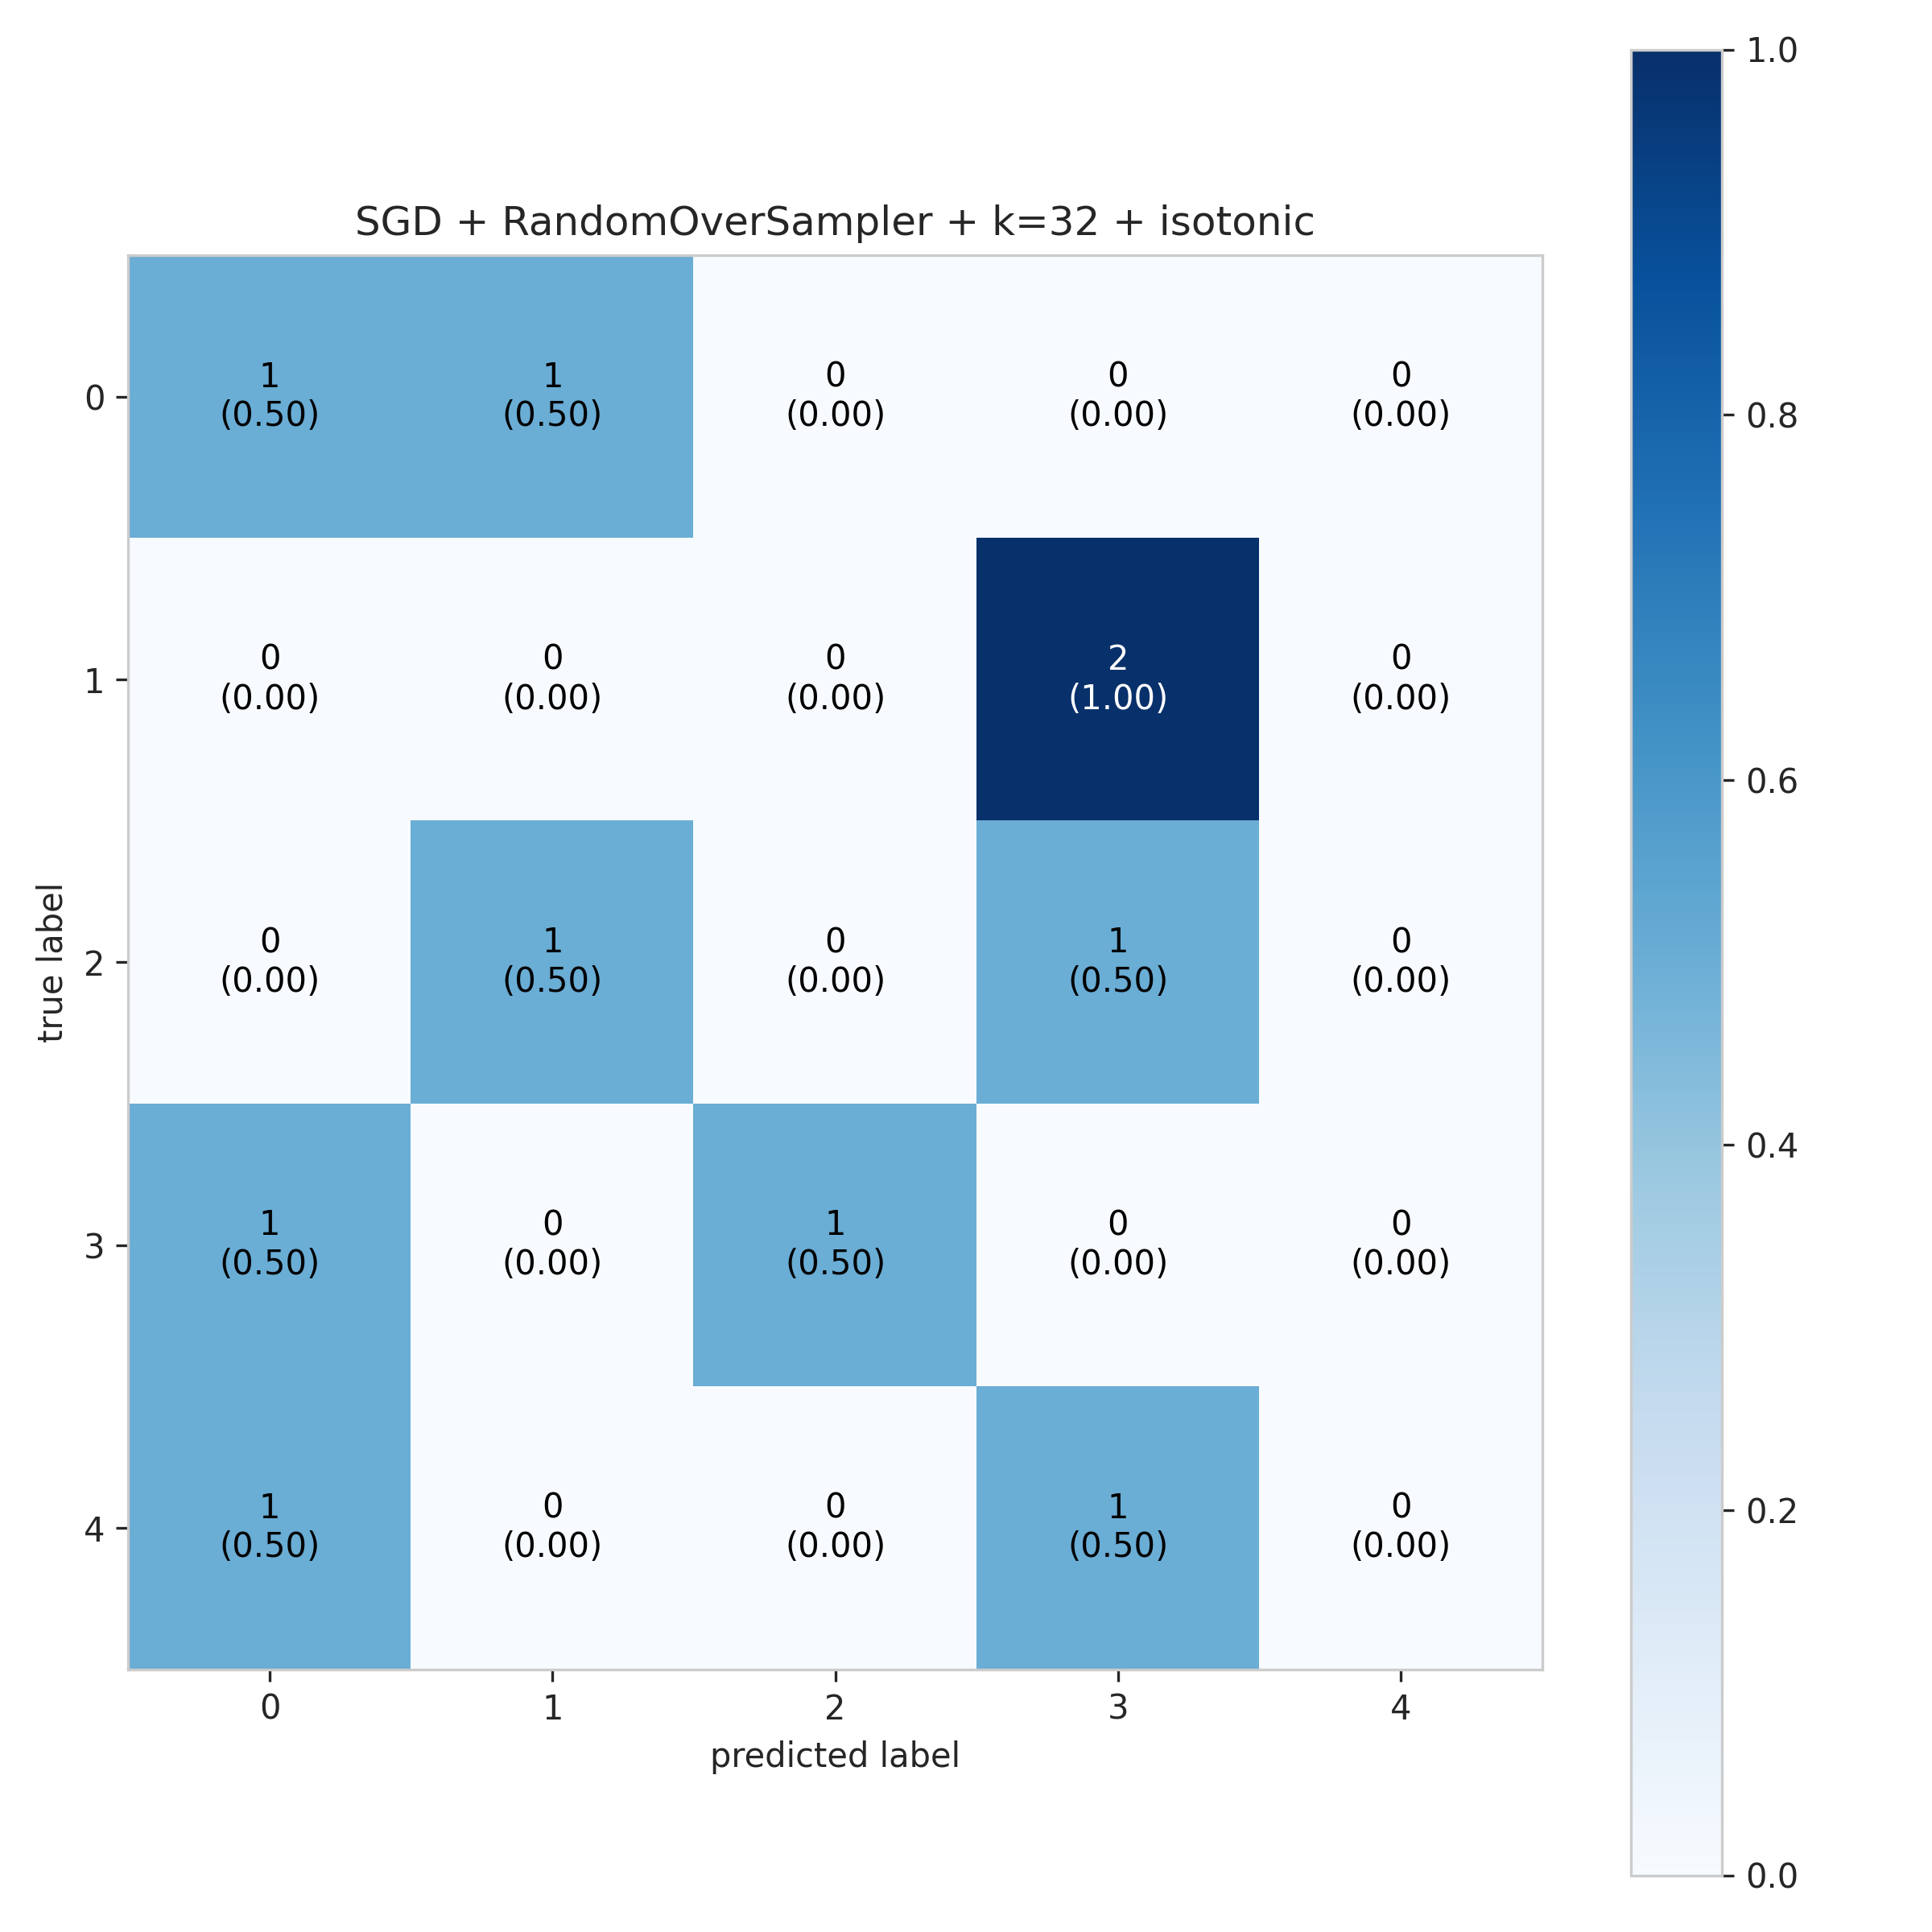 SGD + RandomOverSampler + k=32 + isotonic
1.0
0.8
0.6
0.4
0.2
0.0
true label
0
1 1 0 0 0
(0.50) (0.50) (0.00) (0.00) (0.00)
1
0 0 0 2 0
(0.00) (0.00) (0.00) (1.00) (0.00)
2
0 1 0 1 0
(0.00) (0.50) (0.00) (0.50) (0.00)
3
1 0 1 0 0
(0.50) (0.00) (0.50) (0.00) (0.00)
4
1 0 0 1 0
(0.50) (0.00) (0.00) (0.50) (0.00)
0 1 2 3 4
predicted label